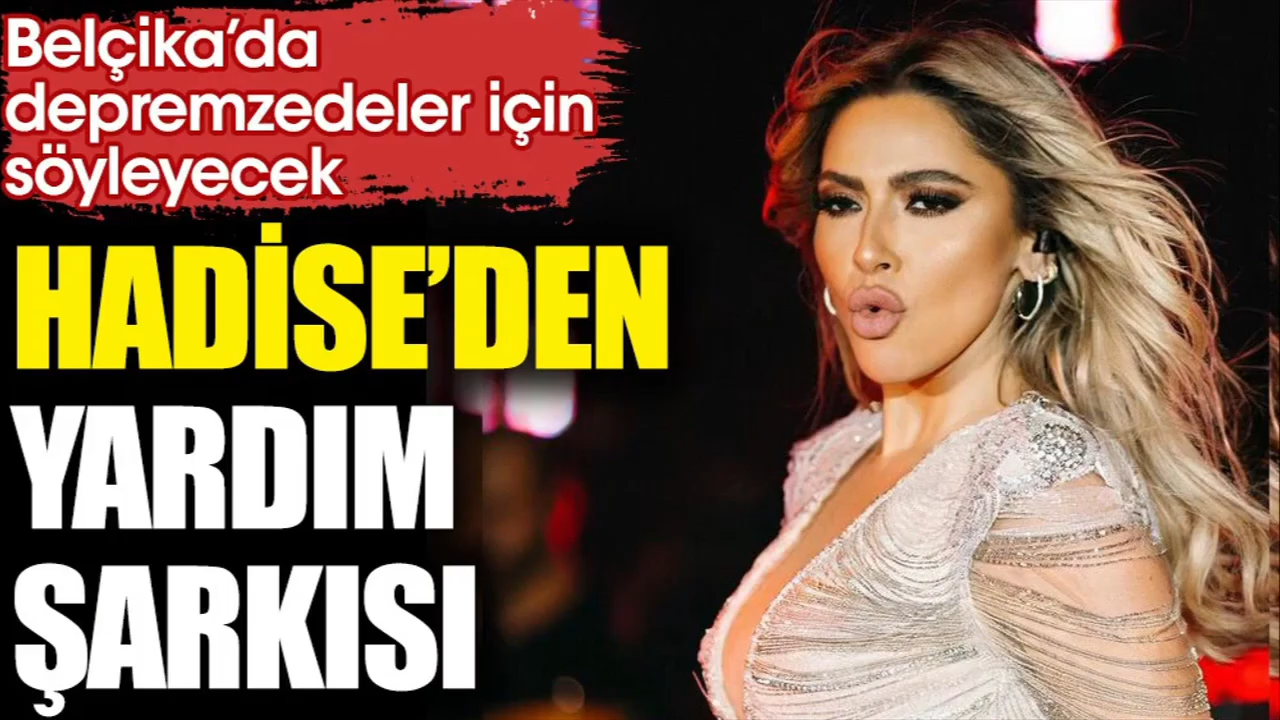 Belçika’da
depremzedeler için
söyleyecek
HADİSE’DEN
YARDIM
ŞARKISI